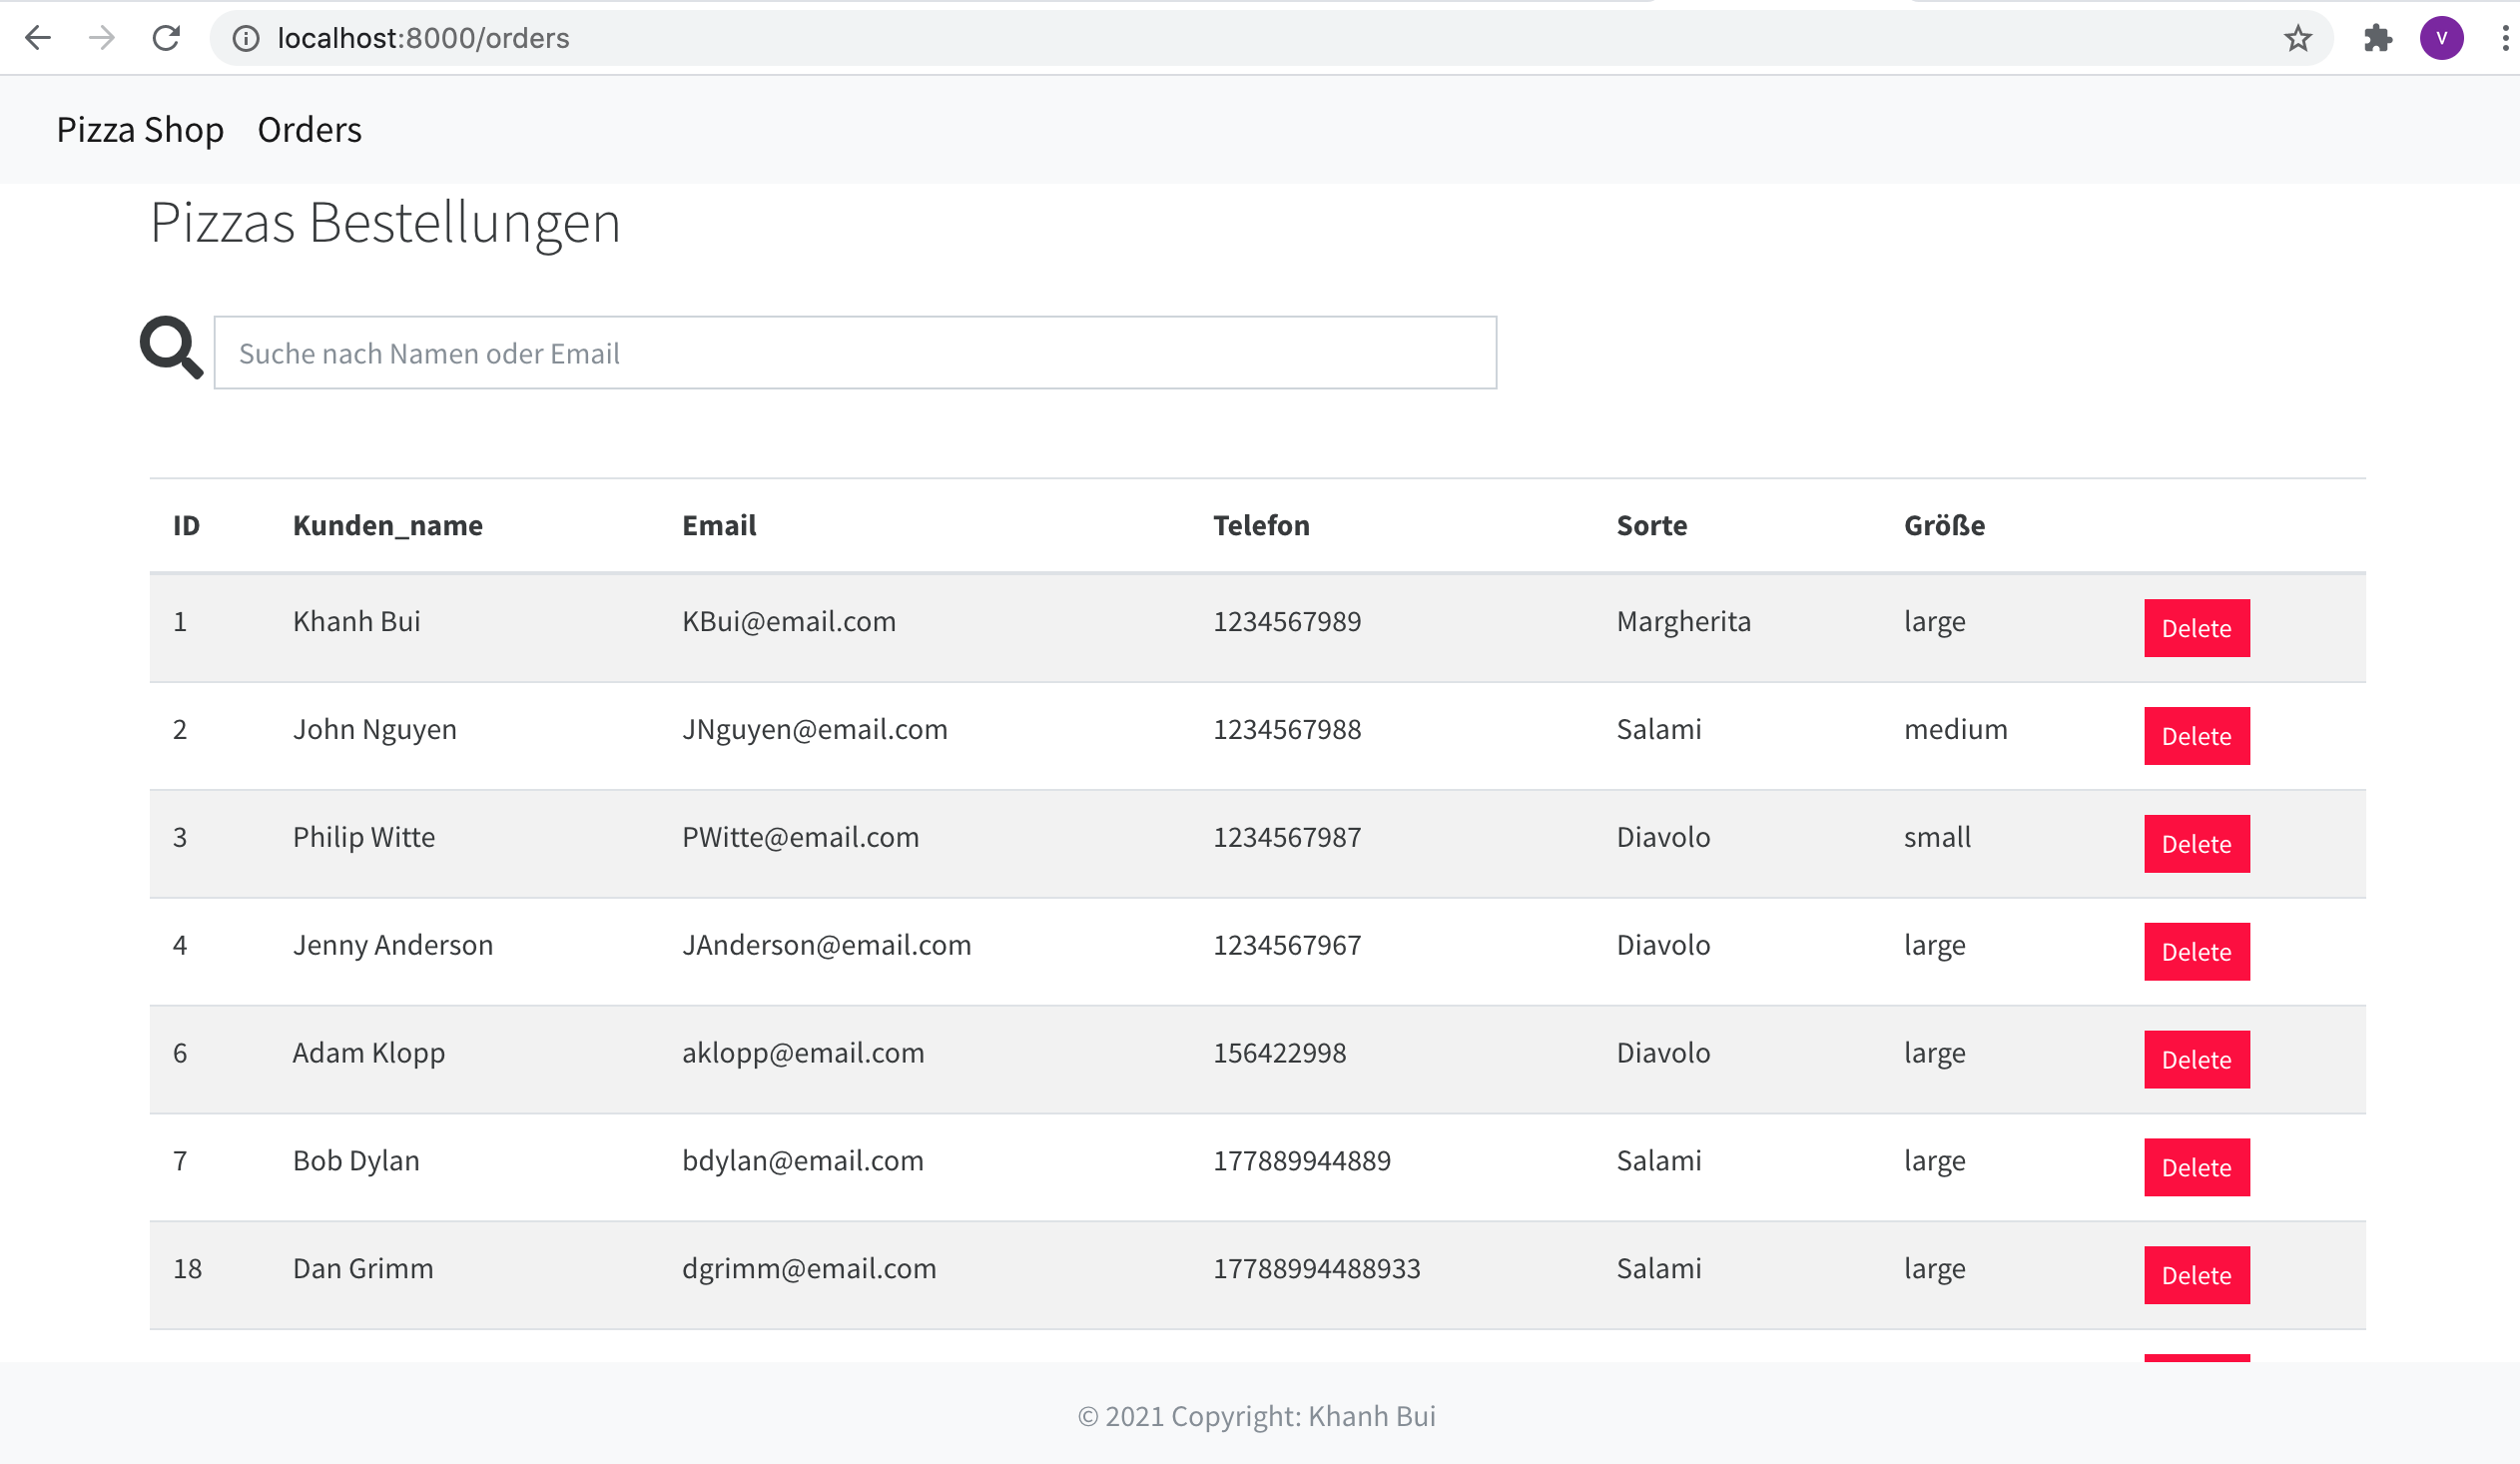 localhost:8000/orders
V
Pizza Shop Orders
Pizzas Bestellungen
Suche nach Namen oder Email
ID Kunden_name Email Telefon Sorte Größe
1 Khanh Bui KBui@email.com 1234567989 Margherita large Delete
2 John Nguyen JNguyen@email.com 1234567988 Salami medium Delete
3 Philip Witte PWitte@email.com 1234567987 Diavolo small Delete
4 Jenny Anderson JAnderson@email.com 1234567967 Diavolo large Delete
6 Adam Klopp aklopp@email.com 156422998 Diavolo large Delete
7 Bob Dylan bdylan@email.com 177889944889 Salami large Delete
18 Dan Grimm dgrimm@email.com 17788994488933 Salami large Delete
© 2021 Copyright: Khanh Bui